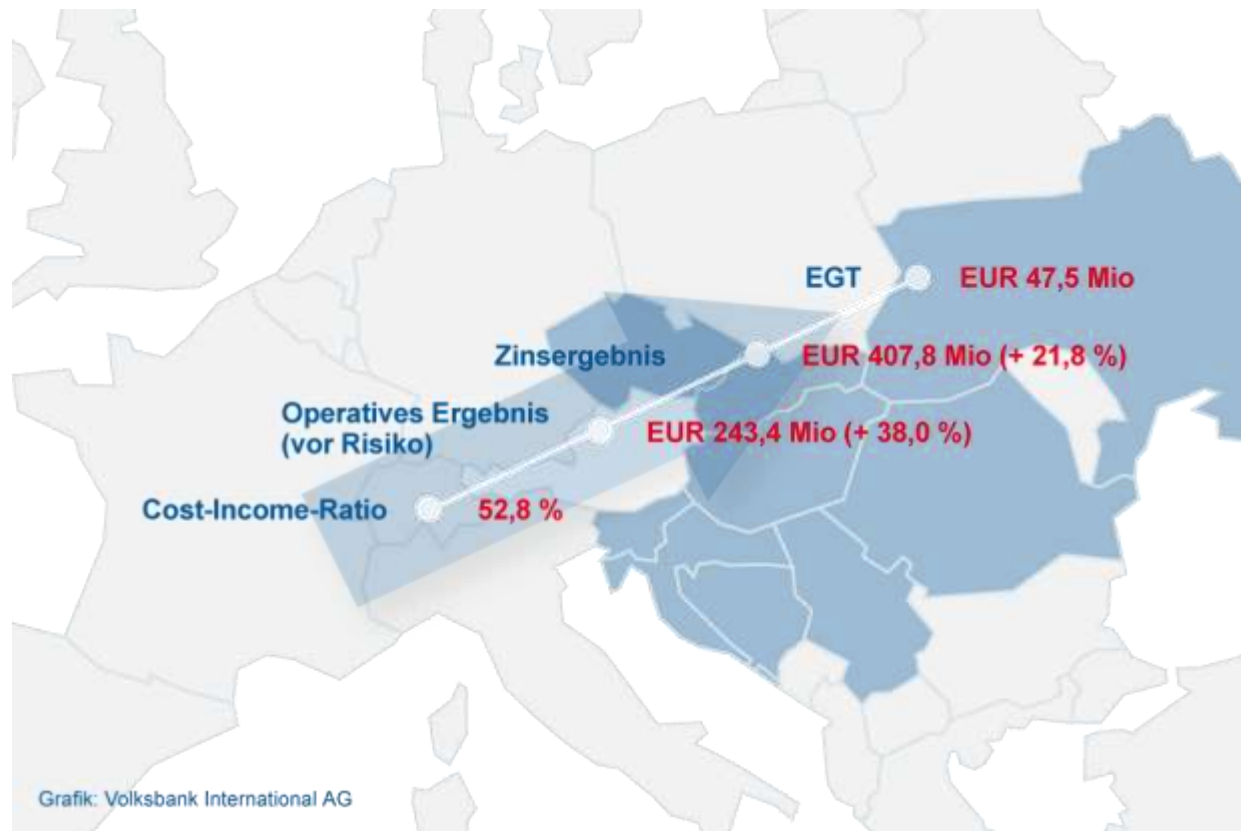 EGT EUR 47,5 Mio
Zinsergebnis EUR 407,8 Mio (+ 21,8 %)
Operatives Ergebnis
(vor Risiko) EUR 243,4 Mio (+ 38,0 %)
Cost-Income-Ratio 52,8 %
Grafik: Volksbank International AG